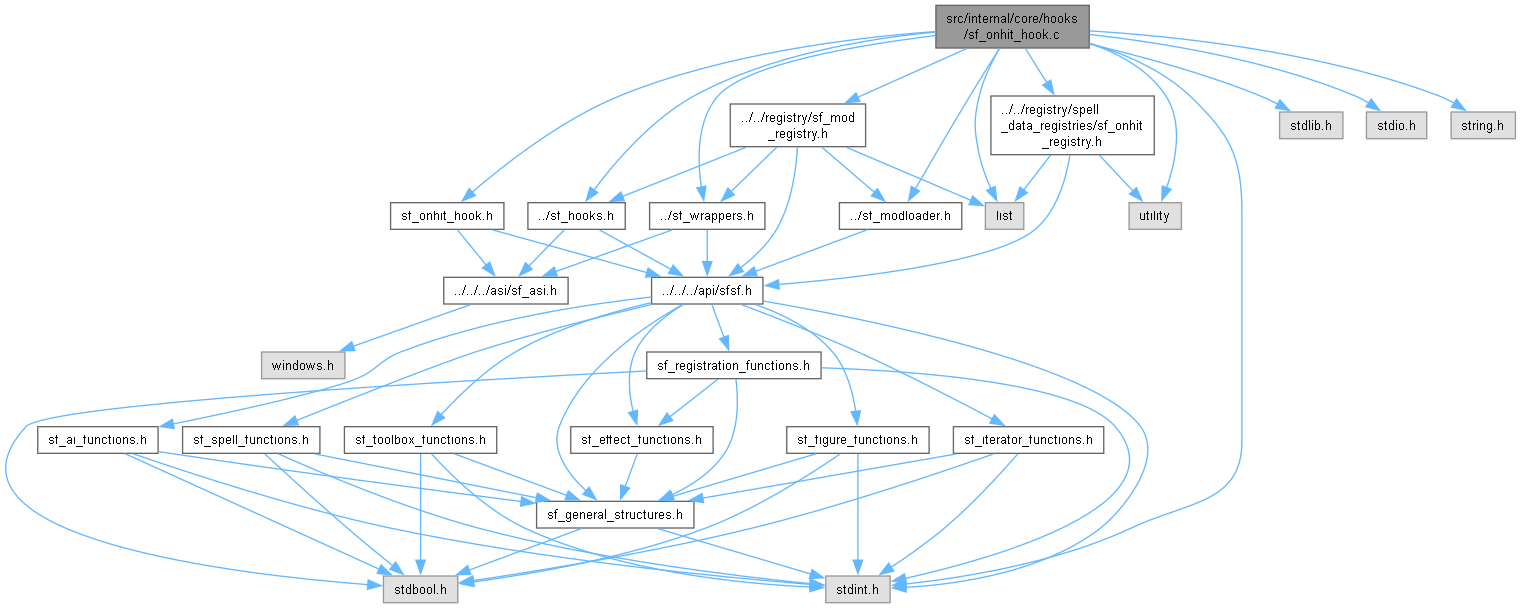 src/internal/core/hooks
/sf_onhit_hook.c
../../registry/sf_mod
_registry.h
../../registry/spell
_data_registries/sf_onhit
_registry.h
stdlib.h
stdio.h
string.h
sf_onhit_hook.h
../sf_hooks.h
../sf_wrappers.h
../sf_modloader.h
list
utility
../../../asi/sf_asi.h
../../../api/sfsf.h
windows.h
sf_registration_functions.h
sf_ai_functions.h
sf_spell_functions.h
sf_toolbox_functions.h
sf_effect_functions.h
sf_figure_functions.h
sf_iterator_functions.h
sf_general_structures.h
stdbool.h
stdint.h